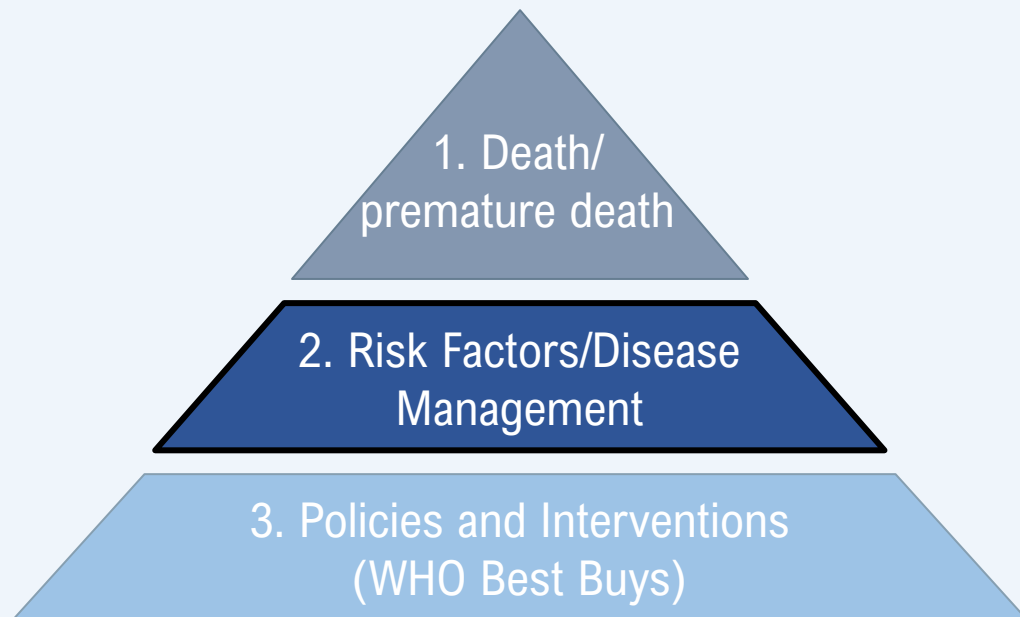 1. Death/
premature death
2. Risk Factors/Disease
Management
3. Policies and Interventions
(WHO Best Buys)